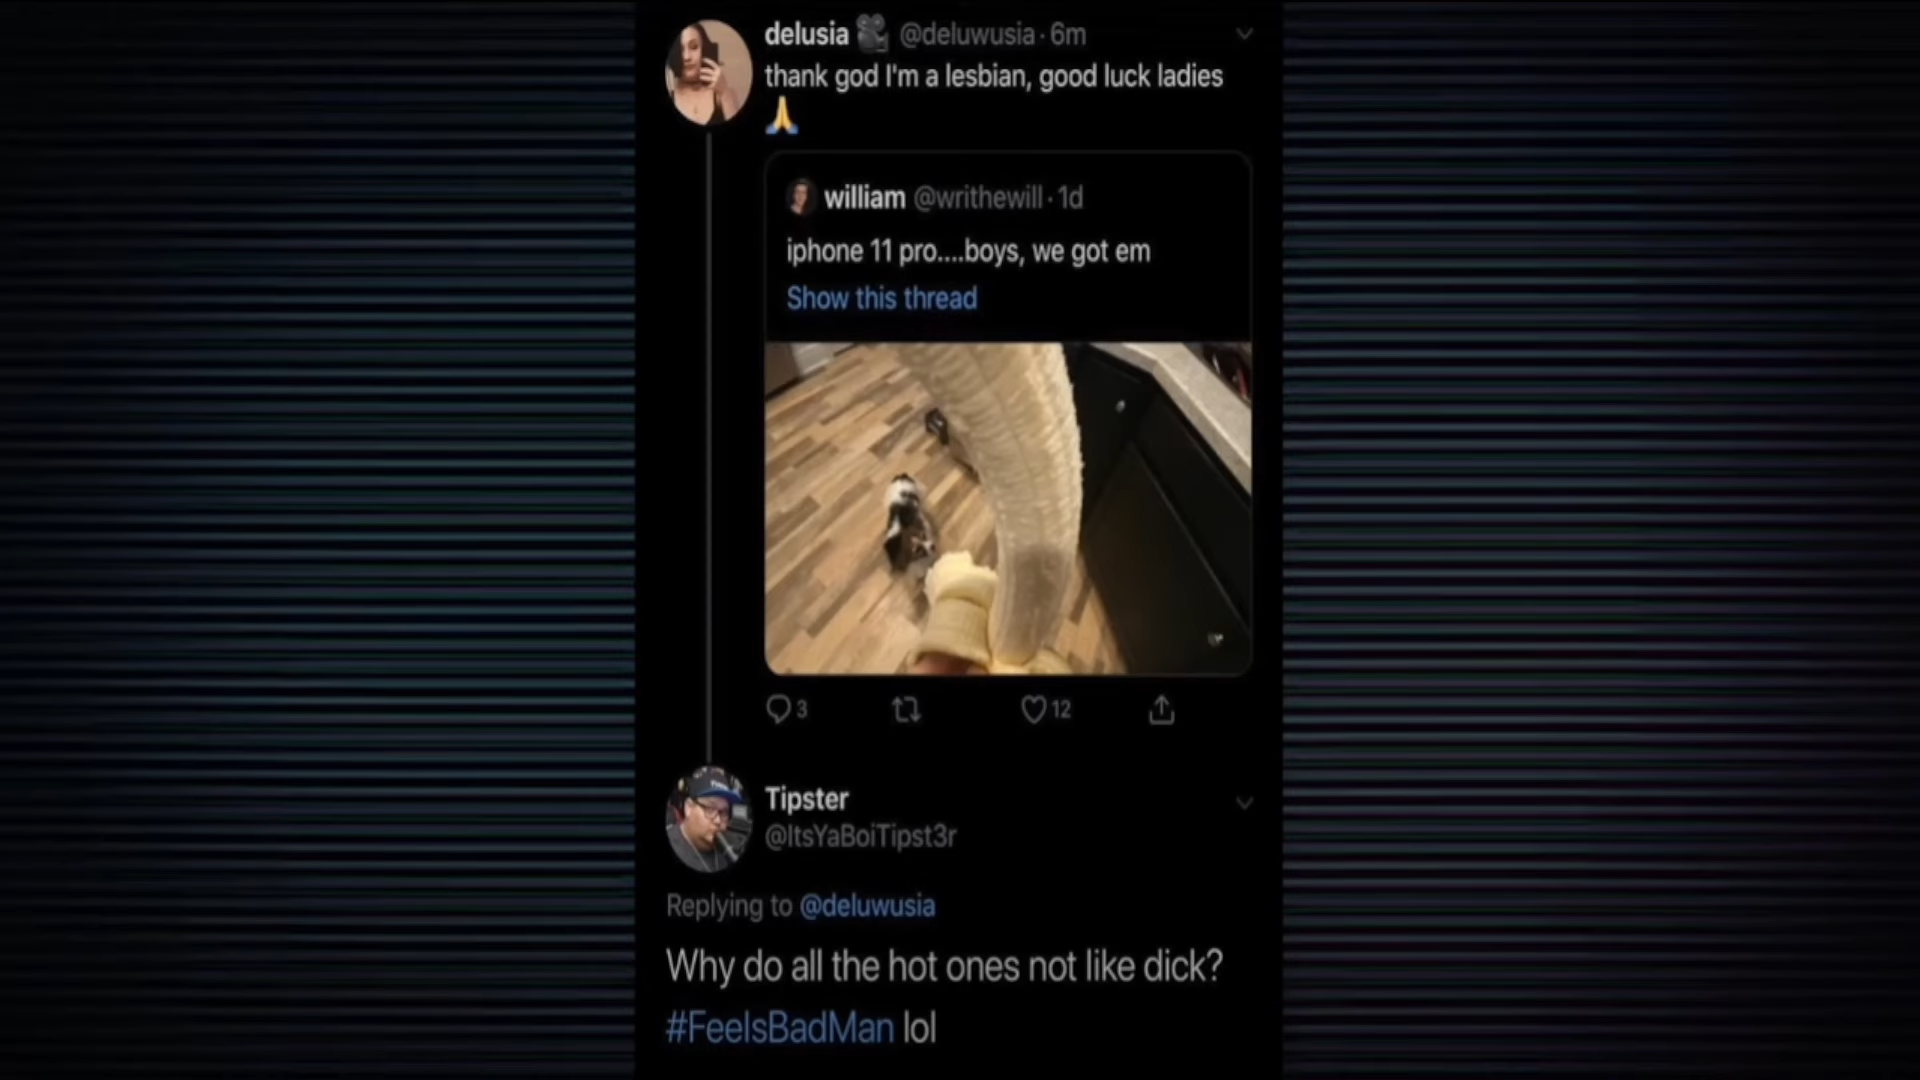 delusia 🎥 @deluwusia · 6m
thank god I'm a lesbian, good luck ladies
🙏
william @writhewill · 1d
iphone 11 pro....boys, we got em
Show this thread
3
12
Tipster
@ItsYaBoiTipst3r
Replying to @deluwusia
Why do all the hot ones not like dick?
#FeelsBadMan lol